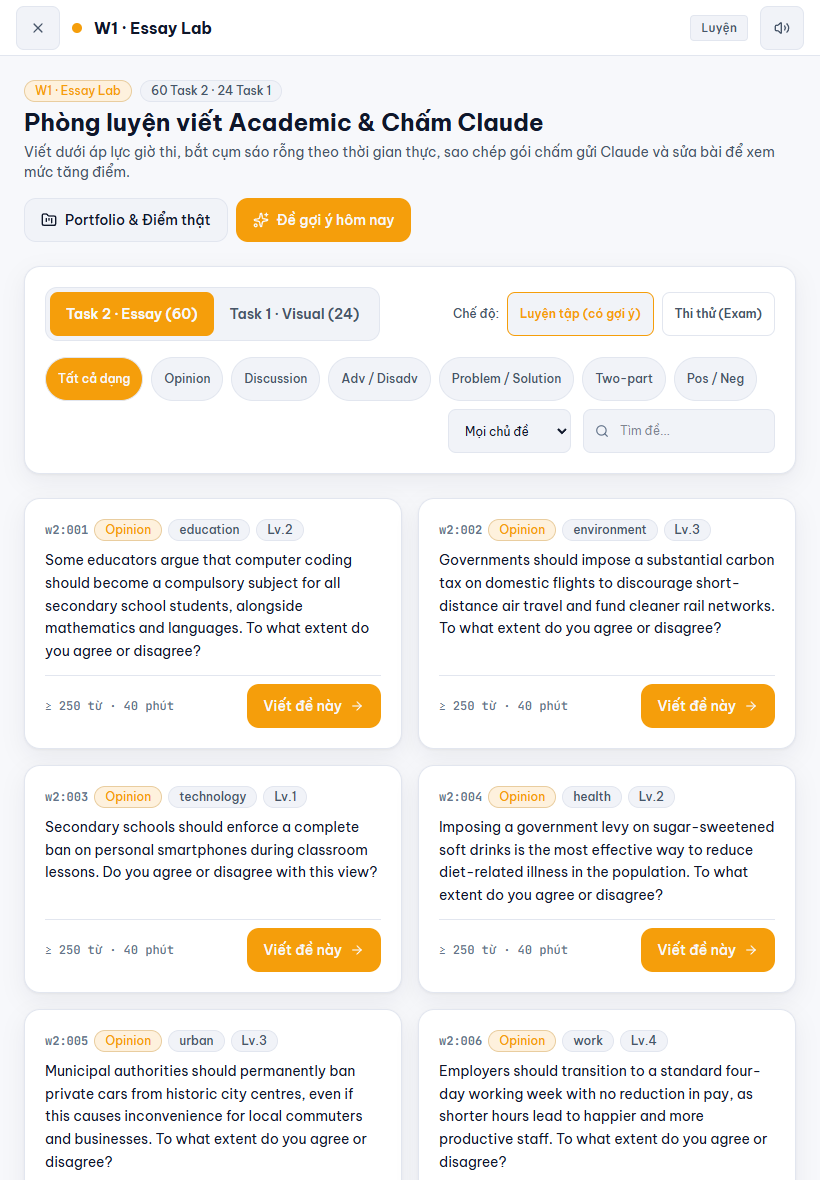 W1 · Essay Lab
Luyện
W1 · Essay Lab
60 Task 2 · 24 Task 1
Phòng luyện viết Academic & Chấm Claude
Viết dưới áp lực giờ thi, bắt cụm sáo rỗng theo thời gian thực, sao chép gói chấm gửi Claude và sửa bài để xem
mức tăng điểm.
Portfolio & Điểm thật
Đề gợi ý hôm nay
Task 2 · Essay (60)
Task 1 · Visual (24)
Chế độ:
Luyện tập (có gợi ý)
Thi thử (Exam)
Tất cả dạng
Opinion
Discussion
Adv / Disadv
Problem / Solution
Two-part
Pos / Neg
Mọi chủ đề
Tìm đề...
w2:001 Opinion education Lv.2
Some educators argue that computer coding
should become a compulsory subject for all
secondary school students, alongside
mathematics and languages. To what extent do
you agree or disagree?
≥ 250 từ · 40 phút
Viết đề này →
w2:002 Opinion environment Lv.3
Governments should impose a substantial carbon
tax on domestic flights to discourage short-
distance air travel and fund cleaner rail networks.
To what extent do you agree or disagree?
≥ 250 từ · 40 phút
Viết đề này →
w2:003 Opinion technology Lv.1
Secondary schools should enforce a complete
ban on personal smartphones during classroom
lessons. Do you agree or disagree with this view?
≥ 250 từ · 40 phút
Viết đề này →
w2:004 Opinion health Lv.2
Imposing a government levy on sugar-sweetened
soft drinks is the most effective way to reduce
diet-related illness in the population. To what
extent do you agree or disagree?
≥ 250 từ · 40 phút
Viết đề này →
w2:005 Opinion urban Lv.3
Municipal authorities should permanently ban
private cars from historic city centres, even if
this causes inconvenience for local commuters
and businesses. To what extent do you agree or
disagree?
w2:006 Opinion work Lv.4
Employers should transition to a standard four-
day working week with no reduction in pay, as
shorter hours lead to happier and more
productive staff. To what extent do you agree or
disagree?